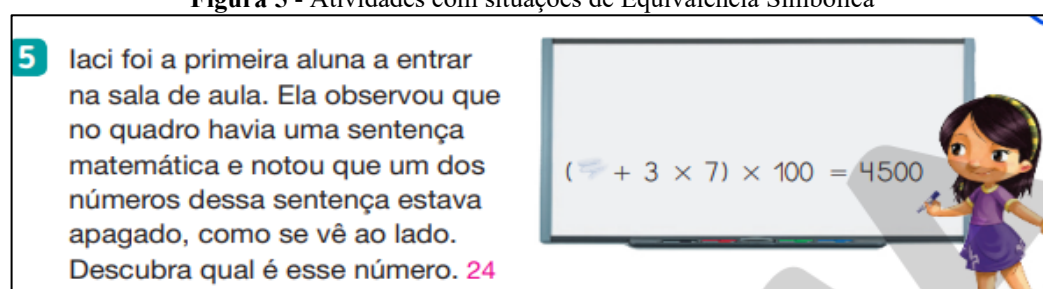 Figura 5 - Atividades com situações de Equivalência Simbólica
5
Iaci foi a primeira aluna a entrar
na sala de aula. Ela observou que
no quadro havia uma sentença
matemática e notou que um dos
números dessa sentença estava
apagado, como se vê ao lado.
Descubra qual é esse número. 24
( + 3 × 7) × 100 = 4500